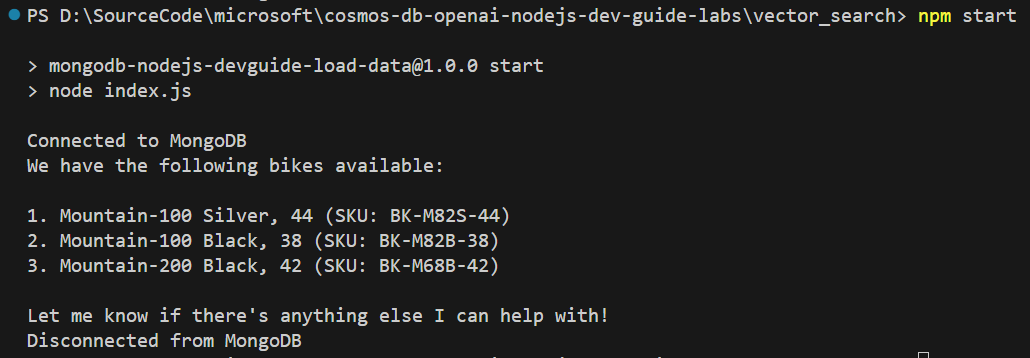 PS D:\SourceCode\microsoft\cosmos-db-openai-nodejs-dev-guide-labs\vector_search> npm start
> mongodb-nodejs-devguide-load-data@1.0.0 start
> node index.js
Connected to MongoDB
We have the following bikes available:
1. Mountain-100 Silver, 44 (SKU: BK-M82S-44)
2. Mountain-100 Black, 38 (SKU: BK-M82B-38)
3. Mountain-200 Black, 42 (SKU: BK-M68B-42)
Let me know if there's anything else I can help with!
Disconnected from MongoDB